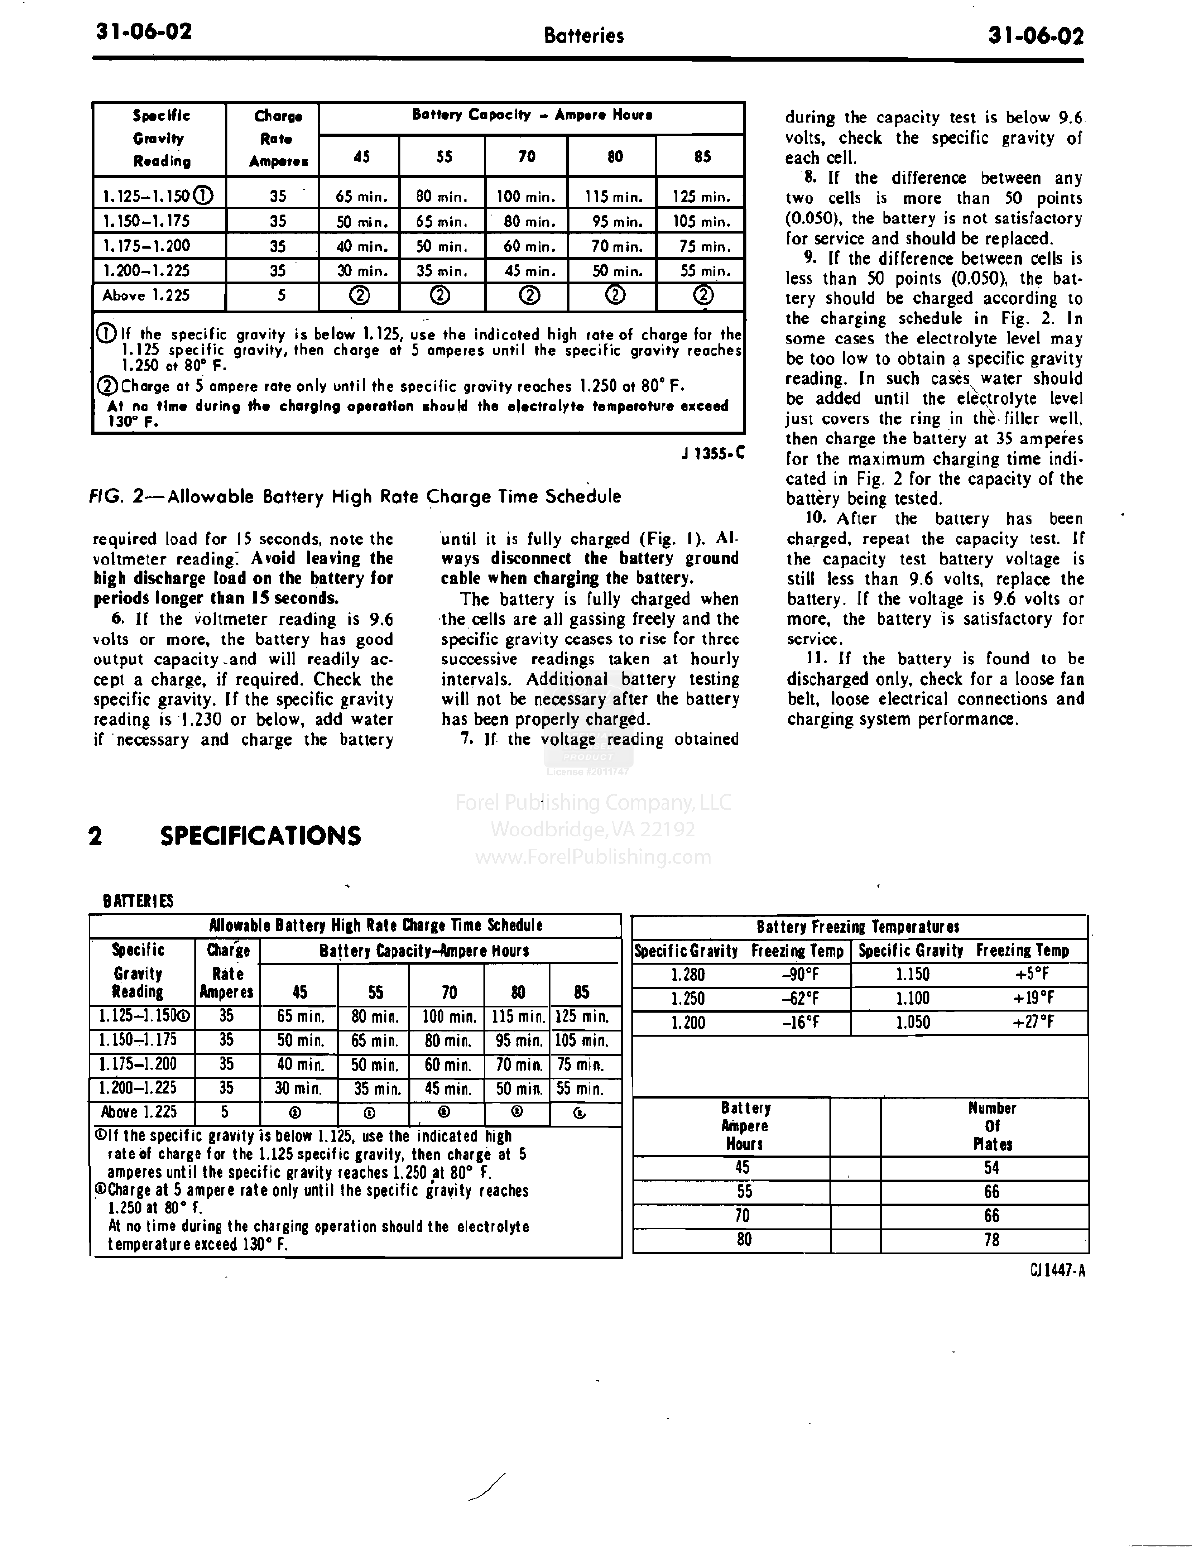 31-06-02 Batteries 31-06-02
Specific Gravity Reading Charge Rate Amperes Battery Capacity - Ampere Hours
45 55 70 80 85
1.125-1.150① 35 65 min. 80 min. 100 min. 115 min. 125 min.
1.150-1.175 35 50 min. 65 min. 80 min. 95 min. 105 min.
1.175-1.200 35 40 min. 50 min. 60 min. 70 min. 75 min.
1.200-1.225 35 30 min. 35 min. 45 min. 50 min. 55 min.
Above 1.225 5 ② ② ② ② ②
①If the specific gravity is below 1.125, use the indicated high rate of charge for the
1.125 specific gravity, then charge at 5 amperes until the specific gravity reaches
1.250 at 80° F.
②Charge at 5 ampere rate only until the specific gravity reaches 1.250 at 80° F.
At no time during the charging operation should the electrolyte temperature exceed
130° F.
J 1355-C
FIG. 2—Allowable Battery High Rate Charge Time Schedule
required load for 15 seconds, note the
voltmeter reading. Avoid leaving the
high discharge load on the battery for
periods longer than 15 seconds.
6. If the voltmeter reading is 9.6
volts or more, the battery has good
output capacity and will readily ac-
cept a charge, if required. Check the
specific gravity. If the specific gravity
reading is 1.230 or below, add water
if necessary and charge the battery
until it is fully charged (Fig. 1). Al-
ways disconnect the battery ground
cable when charging the battery.
The battery is fully charged when
the cells are all gassing freely and the
specific gravity ceases to rise for three
successive readings taken at hourly
intervals. Additional battery testing
will not be necessary after the battery
has been properly charged.
7. If the voltage reading obtained
during the capacity test is below 9.6
volts, check the specific gravity of
each cell.
8. If the difference between any
two cells is more than 50 points
(0.050), the battery is not satisfactory
for service and should be replaced.
9. If the difference between cells is
less than 50 points (0.050), the bat-
tery should be charged according to
the charging schedule in Fig. 2. In
some cases the electrolyte level may
be too low to obtain a specific gravity
reading. In such cases water should
be added until the electrolyte level
just covers the ring in the filler well,
then charge the battery at 35 amperes
for the maximum charging time indi-
cated in Fig. 2 for the capacity of the
battery being tested.
10. After the battery has been
charged, repeat the capacity test. If
the capacity test battery voltage is
still less than 9.6 volts, replace the
battery. If the voltage is 9.6 volts or
more, the battery is satisfactory for
service.
11. If the battery is found to be
discharged only, check for a loose fan
belt, loose electrical connections and
charging system performance.
PRODUCT
License #2011747
Forel Publishing Company, LLC
Woodbridge, VA 22192
www.ForelPublishing.com
2 SPECIFICATIONS
BATTERIES
Allowable Battery High Rate Charge Time Schedule
Specific Gravity Reading Charge Rate Amperes Battery Capacity-Ampere Hours
45 55 70 80 85
1.125-1.150① 35 65 min. 80 min. 100 min. 115 min. 125 min.
1.150-1.175 35 50 min. 65 min. 80 min. 95 min. 105 min.
1.175-1.200 35 40 min. 50 min. 60 min. 70 min. 75 min.
1.200-1.225 35 30 min. 35 min. 45 min. 50 min. 55 min.
Above 1.225 5 ② ② ② ② ②
①If the specific gravity is below 1.125, use the indicated high
rate of charge for the 1.125 specific gravity, then charge at 5
amperes until the specific gravity reaches 1.250 at 80° F.
②Charge at 5 ampere rate only until the specific gravity reaches
1.250 at 80° F.
At no time during the charging operation should the electrolyte
temperature exceed 130° F.
Battery Freezing Temperatures
Specific Gravity Freezing Temp Specific Gravity Freezing Temp
1.280 -90°F 1.150 +5°F
1.250 -62°F 1.100 +19°F
1.200 -16°F 1.050 +27°F
Battery Ampere Hours Number Of Plates
45 54
55 66
70 66
80 78
CJ1447-A